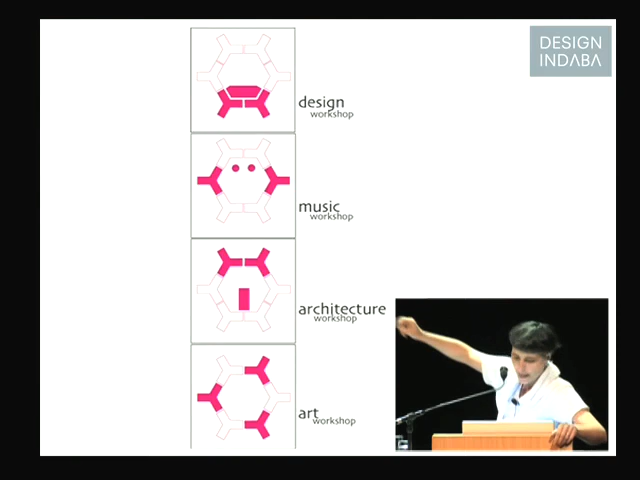 DESIGN
INDABA
design
workshop
music
workshop
architecture
workshop
art
workshop